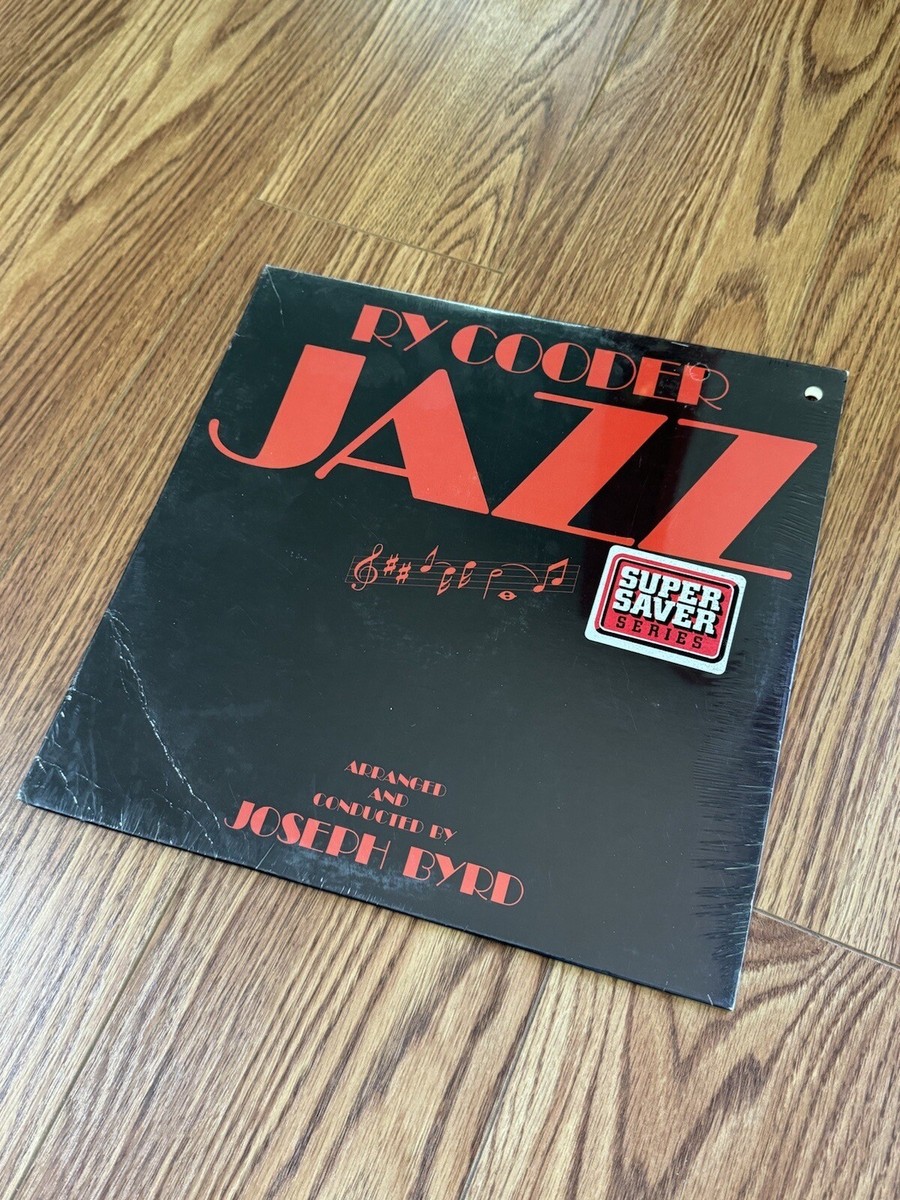 RY COODER
JAZZ
SUPER
SAVER
SERIES
ARRANGED
AND
CONDUCTED BY
JOSEPH BYRD